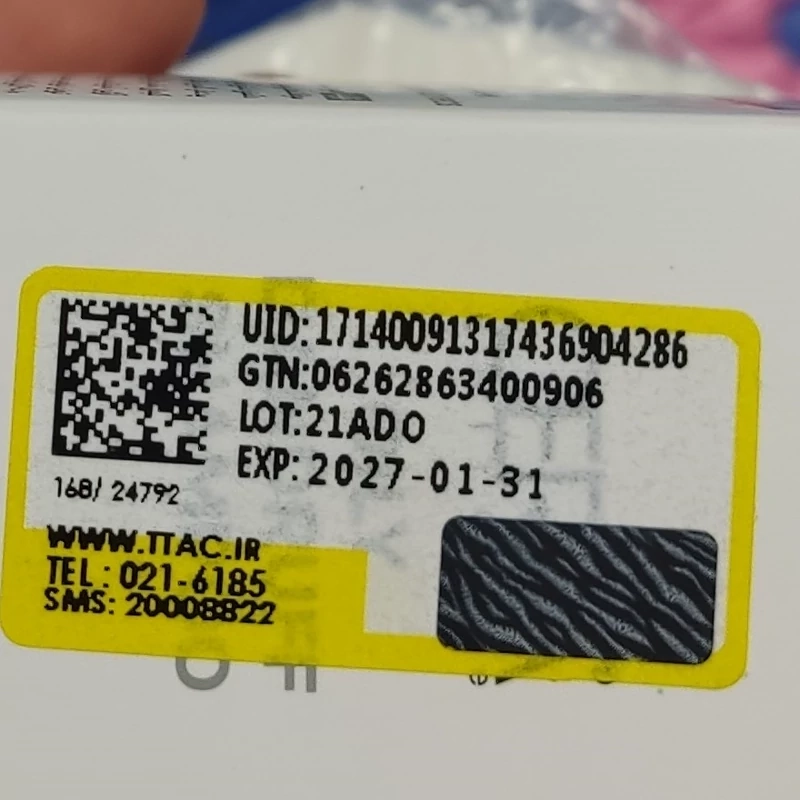 UID:17140091317436904286
GTN:06262863400906
LOT:21ADO
EXP: 2027-01-31
168/ 24792
WWW.TTAC.IR
TEL : 021-6185
SMS: 20008822